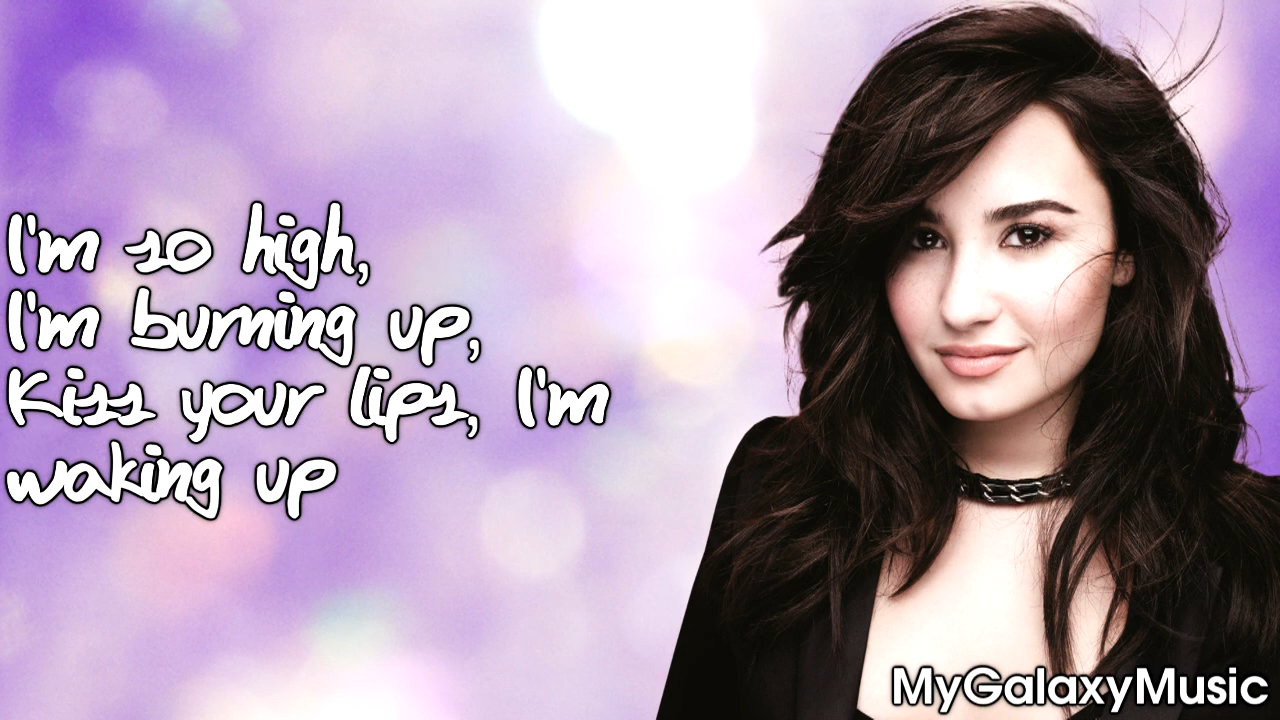 I'm so high,
I'm burning up,
Kiss your lips, I'm
waking up
MyGalaxyMusic